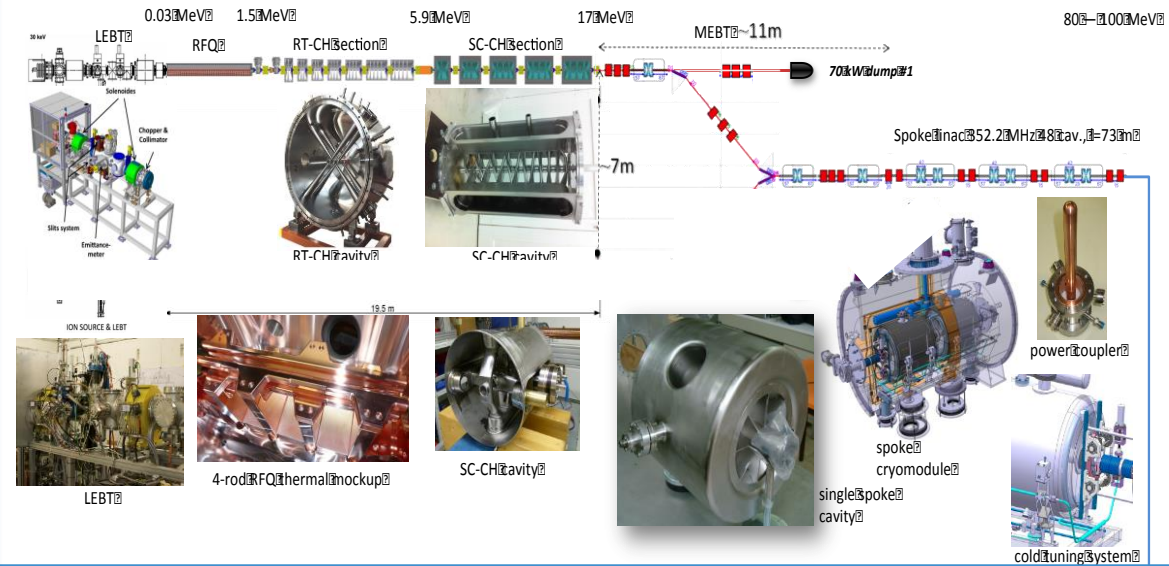 0.03 MeV
1.5 MeV
5.9 MeV
17 MeV
80 — 100 MeV
30 keV
LEBT
RFQ
RT-CH section
SC-CH section
MEBT ~11m
70 kW dump #1
Solenoides
Chopper &
Collimator
Slits system
Emittance-
meter
~7m
Spoke linac 352.2 MHz 48 cav., l=73 m
RT-CH cavity
SC-CH cavity
19.5 m
ION SOURCE & LEBT
power coupler
LEBT
4-rod RFQ thermal mockup
SC-CH cavity
spoke
cryomodule
single spoke
cavity
cold tuning system